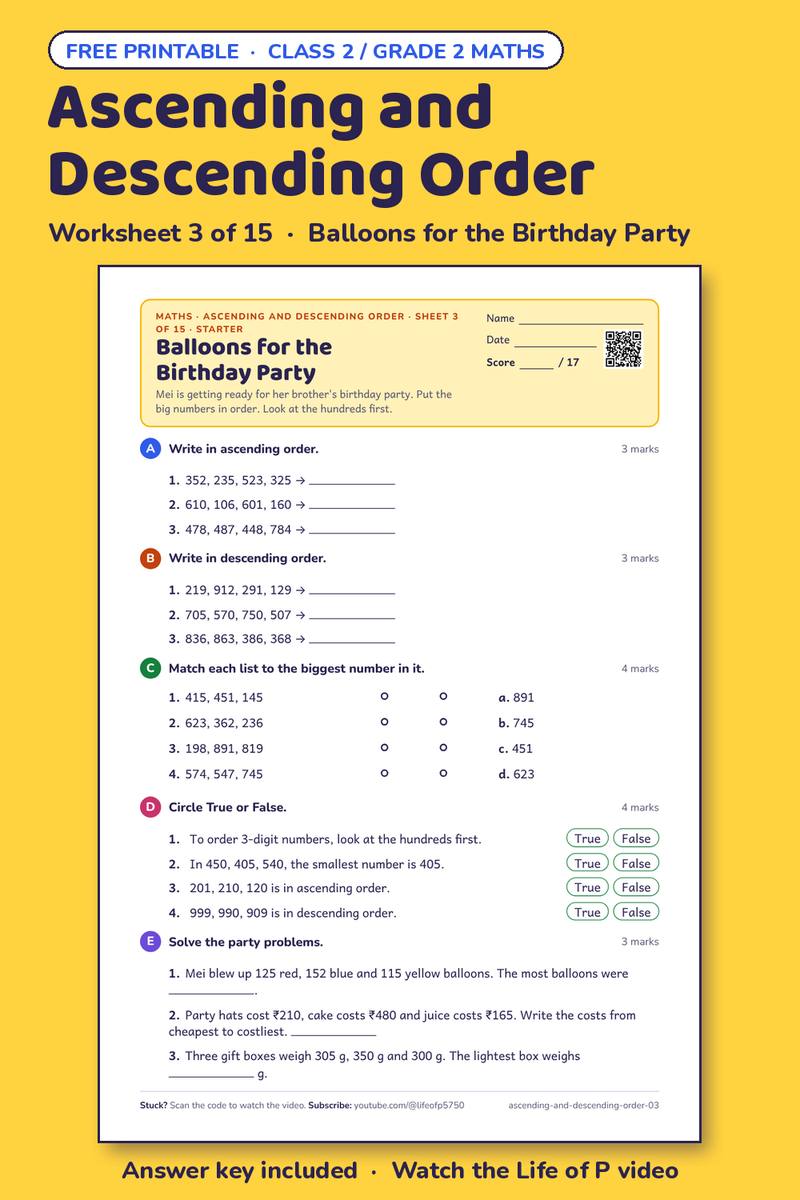 FREE PRINTABLE · CLASS 2 / GRADE 2 MATHS
Ascending and
Descending Order
Worksheet 3 of 15 · Balloons for the Birthday Party
MATHS · ASCENDING AND DESCENDING ORDER · SHEET 3
OF 15 · STARTER
Balloons for the
Birthday Party
Mei is getting ready for her brother's birthday party. Put the
big numbers in order. Look at the hundreds first.
Name ____________
Date ____________
Score ______ / 17
A Write in ascending order. 3 marks
1. 352, 235, 523, 325 → ____________
2. 610, 106, 601, 160 → ____________
3. 478, 487, 448, 784 → ____________
B Write in descending order. 3 marks
1. 219, 912, 291, 129 → ____________
2. 705, 570, 750, 507 → ____________
3. 836, 863, 386, 368 → ____________
C Match each list to the biggest number in it. 4 marks
1. 415, 451, 145 a. 891
2. 623, 362, 236 b. 745
3. 198, 891, 819 c. 451
4. 574, 547, 745 d. 623
D Circle True or False. 4 marks
1. To order 3-digit numbers, look at the hundreds first. True False
2. In 450, 405, 540, the smallest number is 405. True False
3. 201, 210, 120 is in ascending order. True False
4. 999, 990, 909 is in descending order. True False
E Solve the party problems. 3 marks
1. Mei blew up 125 red, 152 blue and 115 yellow balloons. The most balloons were
____________.
2. Party hats cost ₹210, cake costs ₹480 and juice costs ₹165. Write the costs from
cheapest to costliest. ____________
3. Three gift boxes weigh 305 g, 350 g and 300 g. The lightest box weighs
____________ g.
Stuck? Scan the code to watch the video. Subscribe: youtube.com/@lifeofp5750 ascending-and-descending-order-03
Answer key included · Watch the Life of P video